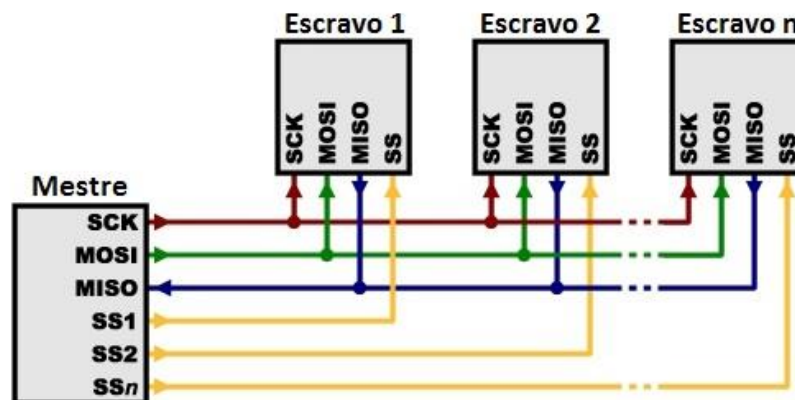 Escravo 1
Escravo 2
Escravo n
SCK
MOSI
MISO
SS
SCK
MOSI
MISO
SS
SCK
MOSI
MISO
SS
Mestre
SCK
MOSI
MISO
SS1
SS2
SSn